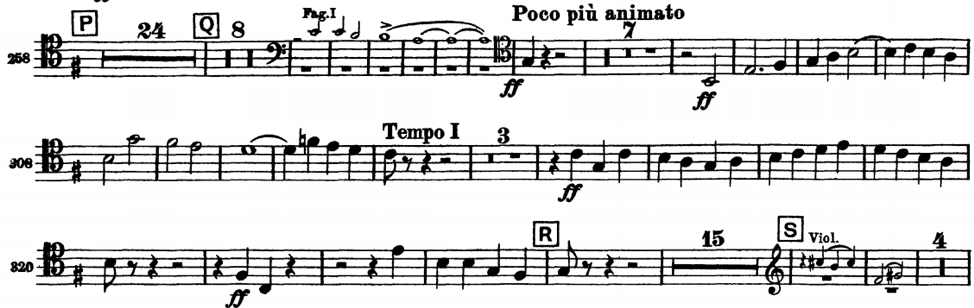 P 24 Q 8 Fag. I Poco più animato 7
258 ff ff
Tempo I 3
308 ff
R 15 S Viol. 4
320 ff